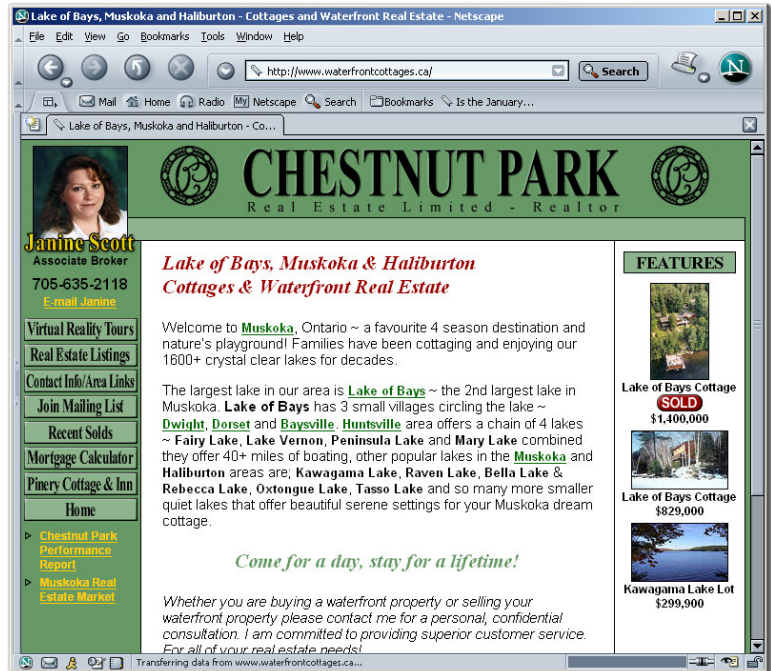 Lake of Bays, Muskoka and Haliburton - Cottages and Waterfront Real Estate - Netscape
File Edit View Go Bookmarks Tools Window Help
http://www.waterfrontcottages.ca/
Search
N
Mail Home Radio My Netscape Search Bookmarks Is the January...
Lake of Bays, Muskoka and Haliburton - Co...
CHESTNUT PARK
Real Estate Limited - Realtor
Janine Scott
Associate Broker
705-635-2118
E-mail Janine
Virtual Reality Tours
Real Estate Listings
Contact Info/Area Links
Join Mailing List
Recent Solds
Mortgage Calculator
Pinery Cottage & Inn
Home
Chestnut Park
Performance
Report
Muskoka Real
Estate Market
Lake of Bays, Muskoka & Haliburton
Cottages & Waterfront Real Estate
Welcome to Muskoka, Ontario ~ a favourite 4 season destination and
nature's playground! Families have been cottaging and enjoying our
1600+ crystal clear lakes for decades.
The largest lake in our area is Lake of Bays ~ the 2nd largest lake in
Muskoka. Lake of Bays has 3 small villages circling the lake ~
Dwight, Dorset and Baysville. Huntsville area offers a chain of 4 lakes
~ Fairy Lake, Lake Vernon, Peninsula Lake and Mary Lake combined
they offer 40+ miles of boating, other popular lakes in the Muskoka and
Haliburton areas are; Kawagama Lake, Raven Lake, Bella Lake &
Rebecca Lake, Oxtongue Lake, Tasso Lake and so many more smaller
quiet lakes that offer beautiful serene settings for your Muskoka dream
cottage.
Come for a day, stay for a lifetime!
Whether you are buying a waterfront property or selling your
waterfront property please contact me for a personal, confidential
consultation. I am committed to providing superior customer service.
For all of your real estate needs!
FEATURES
Lake of Bays Cottage
SOLD
$1,400,000
Lake of Bays Cottage
$829,000
Kawagama Lake Lot
$299,900
Transferring data from www.waterfrontcottages.ca...